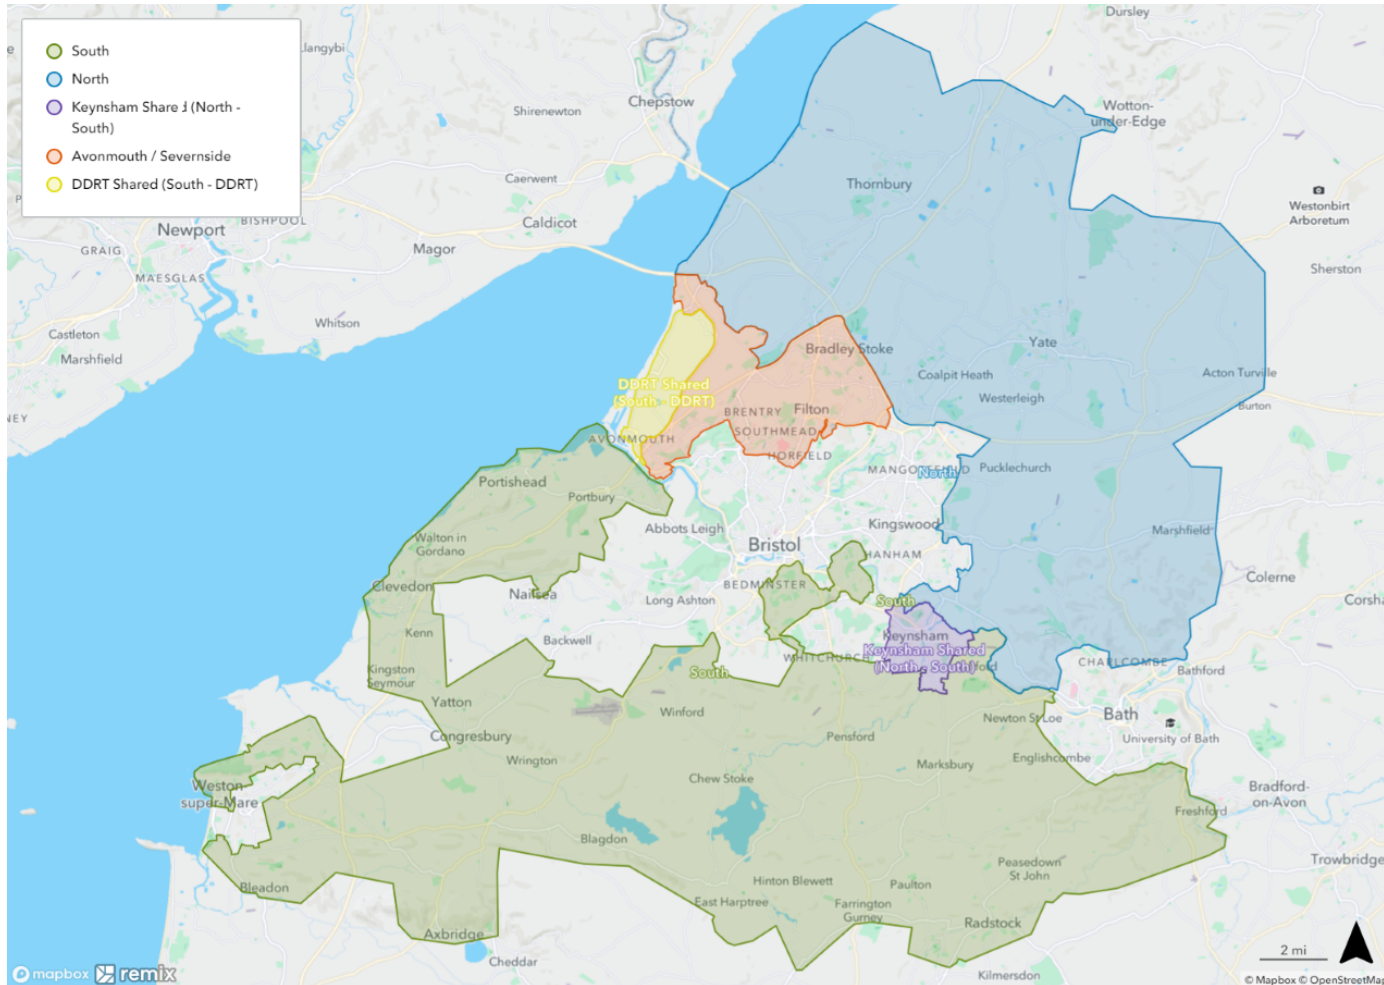 South
North
Keynsham Share J (North -
South)
Avonmouth / Severnside
DDRT Shared (South - DDRT)
Dursley
Llangybi
Chepstow
Shirenewton
Wotton-
under-Edge
Caerwent
Thornbury
Westonbirt
Arboretum
BISHPOOL
Newport
Caldicot
GRAIG
Magor
MAESGLAS
Sherston
Whitson
Castleton
Marshfield
Bradley Stoke
Yate
Coalpit Heath
Acton Turville
DDRT Shared
(South - DDRT)
Westerleigh
Burton
BRENTRY
Filton
NEY
SOUTHMEAD
AVONMOUTH
HORFIELD
MANGOTSFIELD
North
Pucklechurch
Portishead
Portbury
Abbots Leigh
Kingswood
Marshfield
Walton in
Gordano
Bristol
HANHAM
Colerne
Clevedon
BEDMINSTER
Nailsea
Long Ashton
South
Corsha
Kenn
Backwell
Keynsham
Keynsham Shared
(North - South)
WHITCHURCH
ford
CHARLCOMBE
Bathford
Kingston
Seymour
South
Yatton
Winford
Newton St Loe
Bath
Congresbury
Pensford
University of Bath
Wrington
Marksbury
Englishcombe
Chew Stoke
Weston-
super-Mare
Bradford-
on-Avon
Freshford
Blagdon
Trowbridge
Peasedown
St John
Bleadon
Hinton Blewett
Paulton
East Harptree
Farrington
Gurney
Radstock
Axbridge
Cheddar
2 mi
Kilmersdon
mapbox remix
© Mapbox © OpenStreetMap